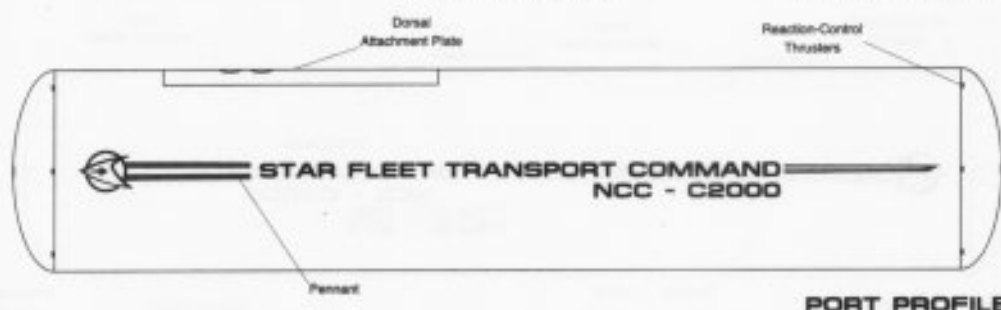 Dorsal
Attachment Plate
Reaction-Control
Thrusters
STAR FLEET TRANSPORT COMMAND
NCC - C2000
Pennant
PORT PROFILE